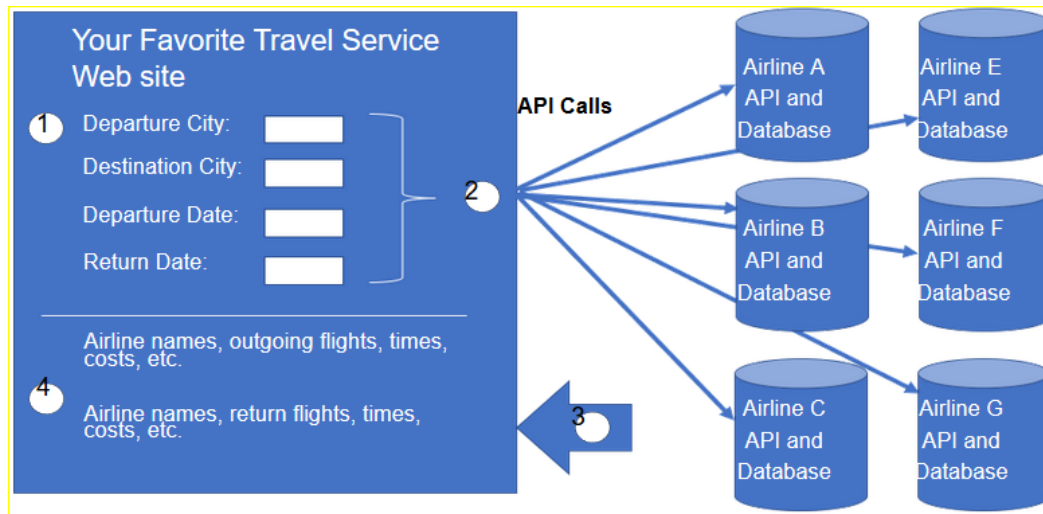 Your Favorite Travel Service
Web site
1
Departure City:
Destination City:
Departure Date:
Return Date:
2
API Calls
Airline names, outgoing flights, times,
costs, etc.
4
Airline names, return flights, times,
costs, etc.
3
Airline A
API and
Database
Airline E
API and
Database
Airline B
API and
Database
Airline F
API and
Database
Airline C
API and
Database
Airline G
API and
Database